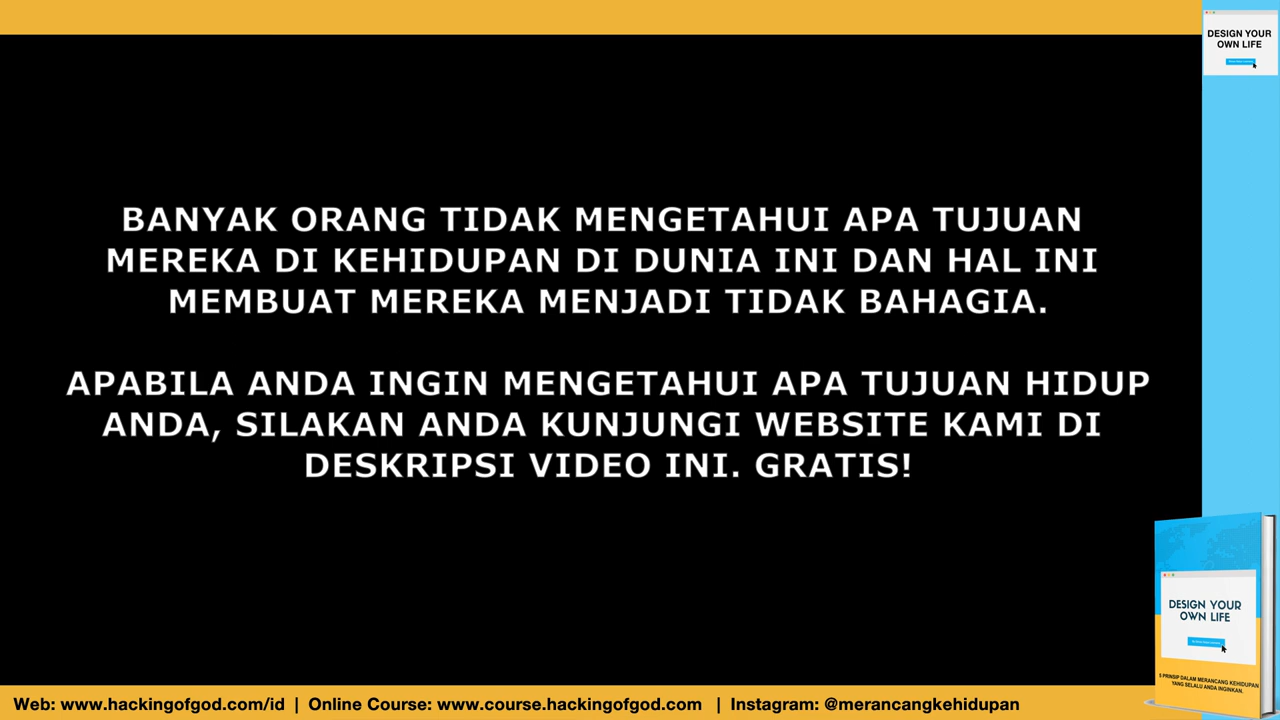 DESIGN YOUR
OWN LIFE
BANYAK ORANG TIDAK MENGETAHUI APA TUJUAN
MEREKA DI KEHIDUPAN DI DUNIA INI DAN HAL INI
MEMBUAT MEREKA MENJADI TIDAK BAHAGIA.
APABILA ANDA INGIN MENGETAHUI APA TUJUAN HIDUP
ANDA, SILAKAN ANDA KUNJUNGI WEBSITE KAMI DI
DESKRIPSI VIDEO INI. GRATIS!
DESIGN YOUR
OWN LIFE
5 PRINSIP DALAM MERANCANG KEHIDUPAN
YANG SELALU ANDA INGINKAN.
Web: www.hackingofgod.com/id | Online Course: www.course.hackingofgod.com | Instagram: @merancangkehidupan